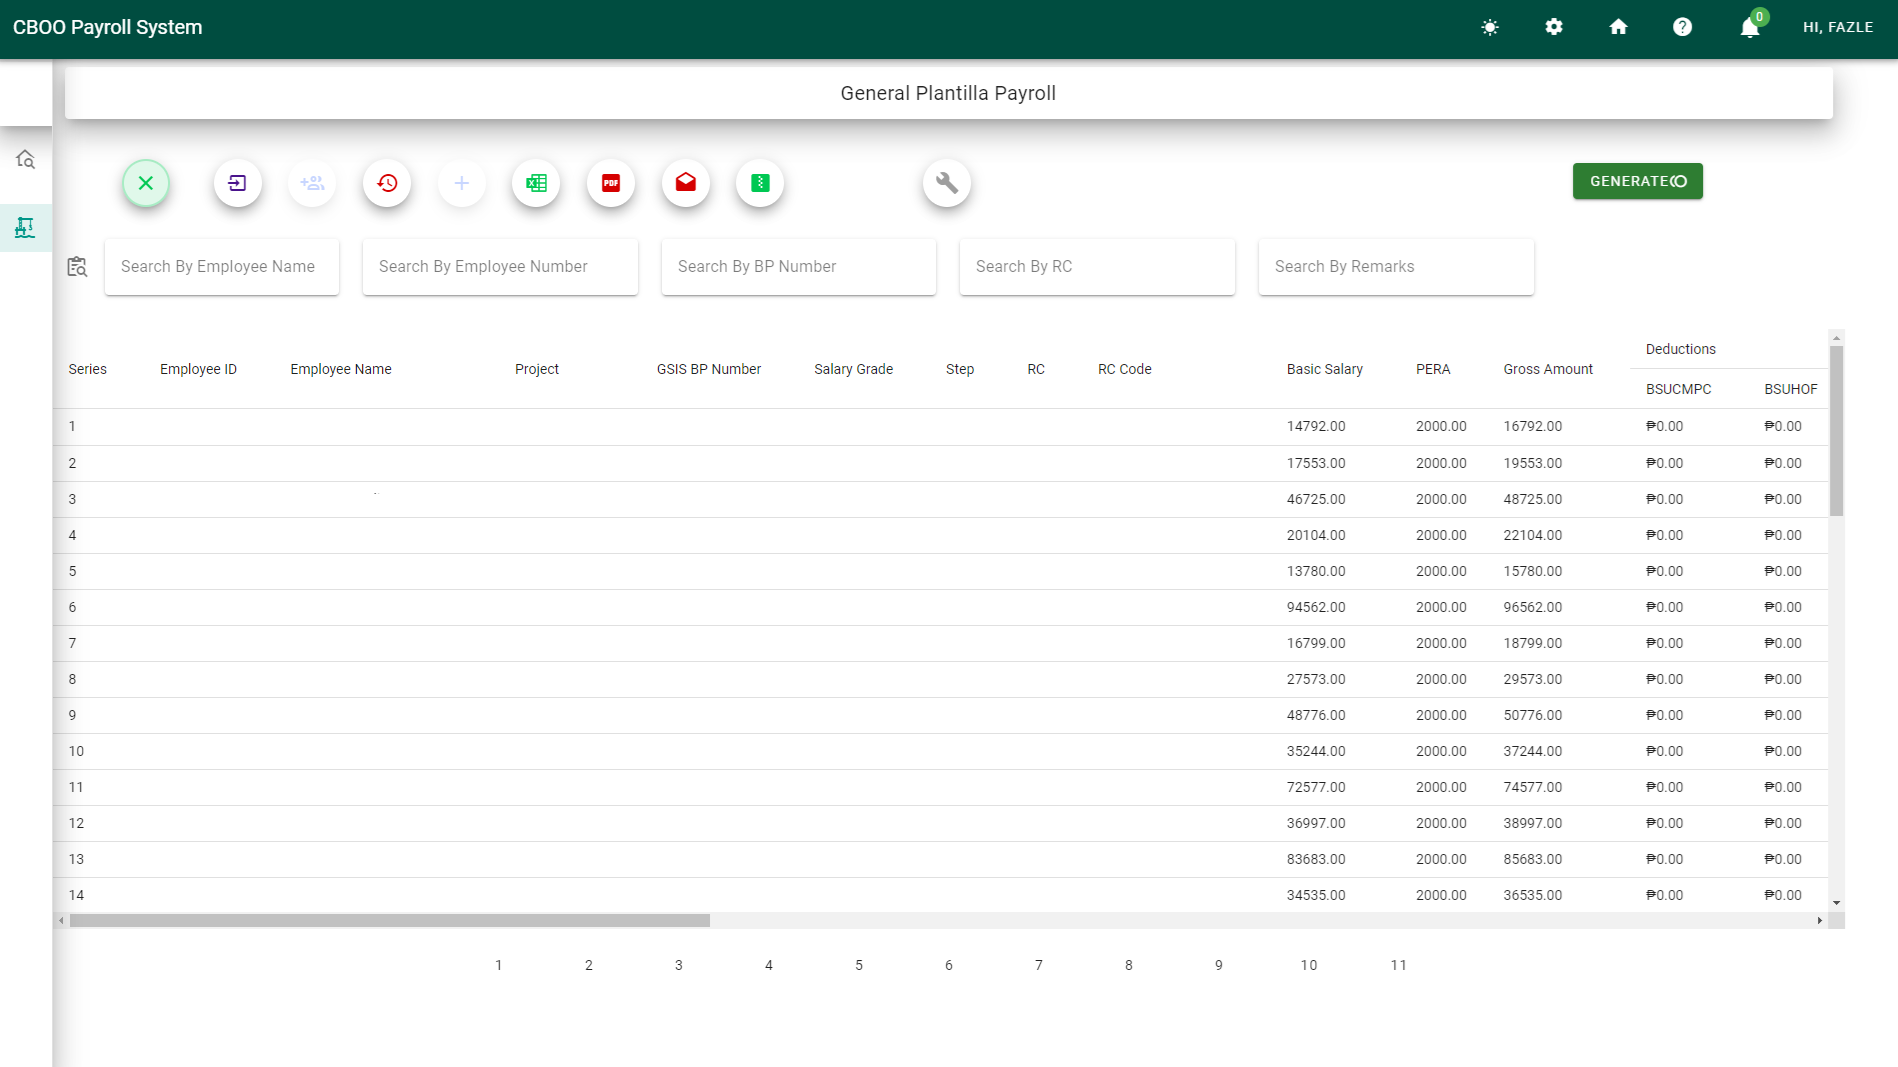 CBOO Payroll System
0
HI, FAZLE
General Plantilla Payroll
PDF
GENERATE
Search By Employee Name Search By Employee Number Search By BP Number Search By RC Search By Remarks
Deductions
Series Employee ID Employee Name Project GSIS BP Number Salary Grade Step RC RC Code Basic Salary PERA Gross Amount
BSUCMPC BSUHOF
1 14792.00 2000.00 16792.00 ₱0.00 ₱0.00
2 17553.00 2000.00 19553.00 ₱0.00 ₱0.00
3 46725.00 2000.00 48725.00 ₱0.00 ₱0.00
4 20104.00 2000.00 22104.00 ₱0.00 ₱0.00
5 13780.00 2000.00 15780.00 ₱0.00 ₱0.00
6 94562.00 2000.00 96562.00 ₱0.00 ₱0.00
7 16799.00 2000.00 18799.00 ₱0.00 ₱0.00
8 27573.00 2000.00 29573.00 ₱0.00 ₱0.00
9 48776.00 2000.00 50776.00 ₱0.00 ₱0.00
10 35244.00 2000.00 37244.00 ₱0.00 ₱0.00
11 72577.00 2000.00 74577.00 ₱0.00 ₱0.00
12 36997.00 2000.00 38997.00 ₱0.00 ₱0.00
13 83683.00 2000.00 85683.00 ₱0.00 ₱0.00
14 34535.00 2000.00 36535.00 ₱0.00 ₱0.00
1 2 3 4 5 6 7 8 9 10 11